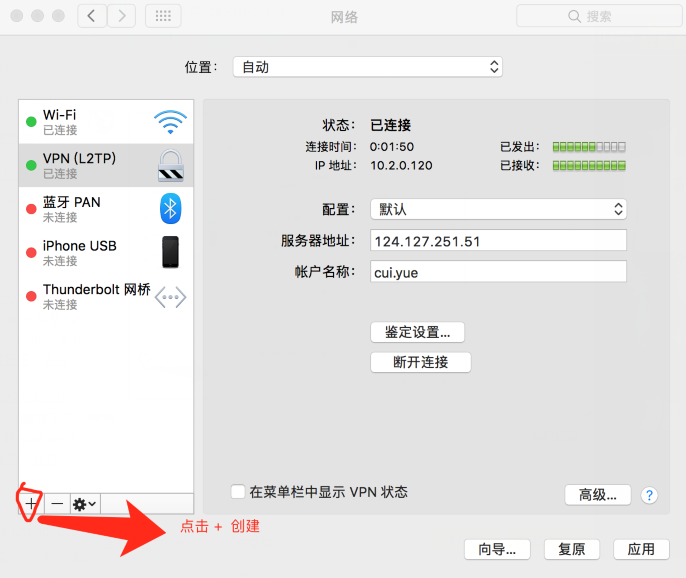 网络
搜索
位置：
自动
Wi-Fi
已连接
VPN (L2TP)
已连接
蓝牙 PAN
未连接
iPhone USB
未连接
Thunderbolt 网桥
未连接
状态： 已连接
连接时间： 0:01:50 已发出：
IP 地址： 10.2.0.120 已接收：
配置： 默认
服务器地址： 124.127.251.51
帐户名称： cui.yue
鉴定设置...
断开连接
在菜单栏中显示 VPN 状态
高级... ?
点击 + 创建
向导... 复原 应用